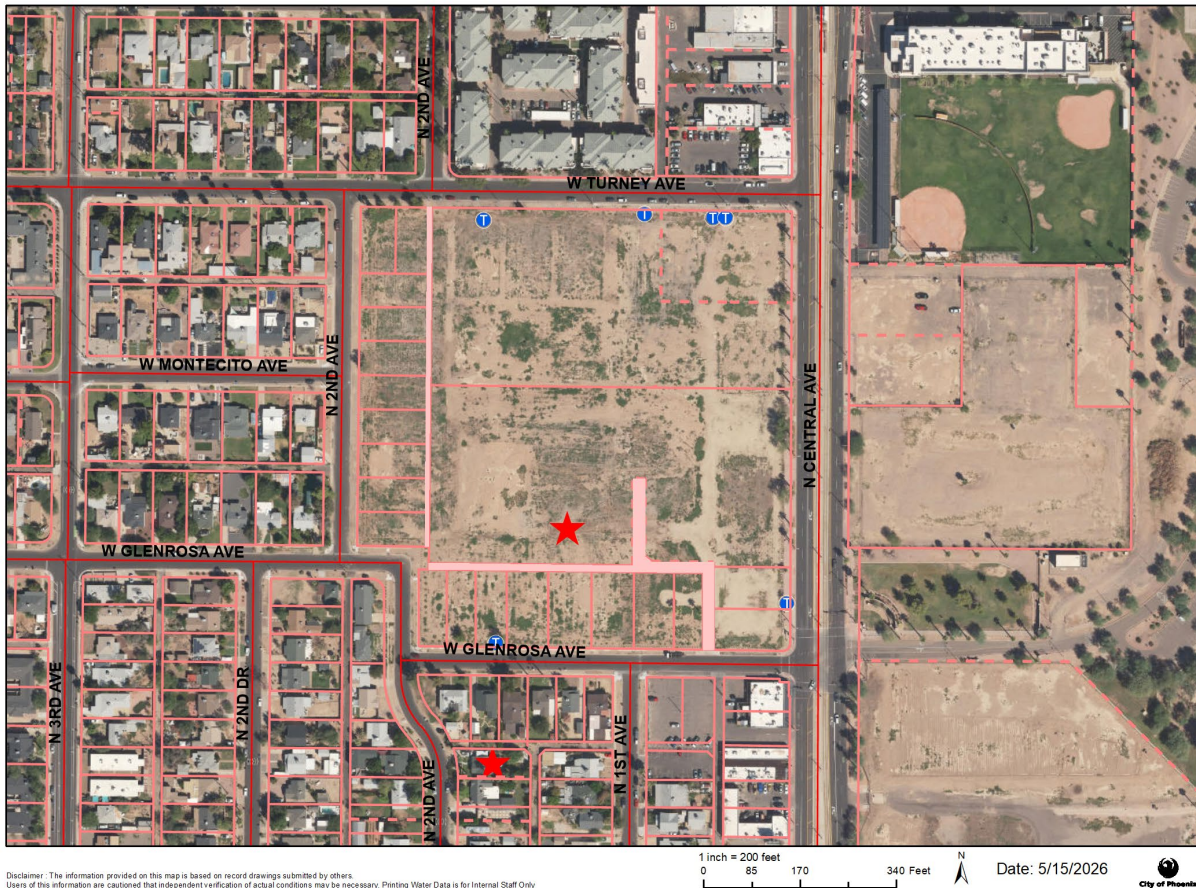 N 2ND AVE
W TURNEY AVE
T
T
T
T
W MONTECITO AVE
N 2ND AVE
N CENTRAL AVE
W GLENROSA AVE
T
T
W GLENROSA AVE
N 3RD AVE
N 2ND DR
N 2ND AVE
N 1ST AVE
Disclaimer : The information provided on this map is based on record drawings submitted by others.
Users of this information are cautioned that independent verification of actual conditions may be necessary. Printing Water Data is for Internal Staff Only
1 inch = 200 feet
0 85 170 340 Feet
N
Date: 5/15/2026
City of Phoenix